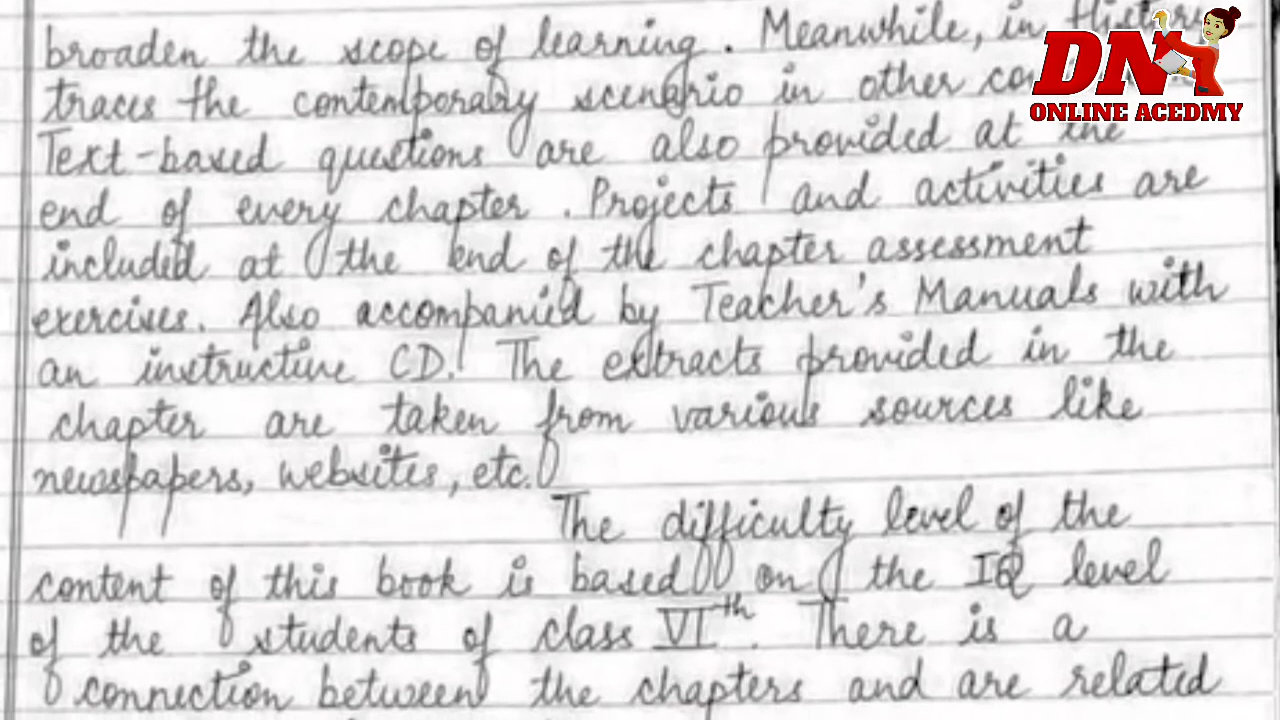 broaden the scope of learning. Meanwhile, in History
traces the contemporary scenario in other
Text-based questions are also provided at the
end of every chapter. Projects and activities are
included at the end of the chapter assessment
exercises. Also accompanied by Teacher's Manuals with
an instructive CD. The extracts provided in the
chapter are taken from various sources like
newspapers, websites, etc.
The difficulty level of the
content of this book is based on the IQ level
of the students of class VIth. There is a
connection between the chapters and are related
DN
ONLINE ACEDMY